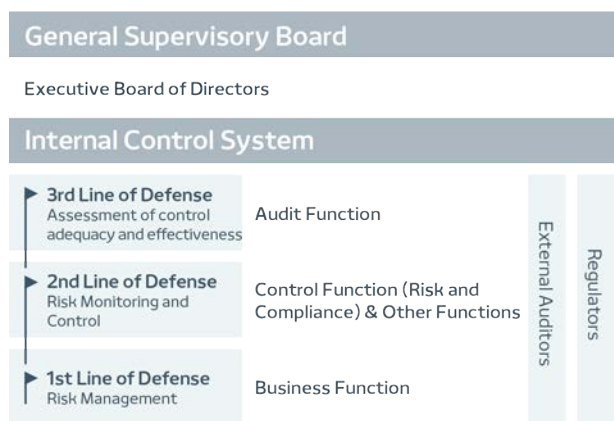 General Supervisory Board
Executive Board of Directors
Internal Control System
3rd Line of Defense
Assessment of control
adequacy and effectiveness
Audit Function
2nd Line of Defense
Risk Monitoring and
Control
Control Function (Risk and
Compliance) & Other Functions
1st Line of Defense
Risk Management
Business Function
External Auditors
Regulators